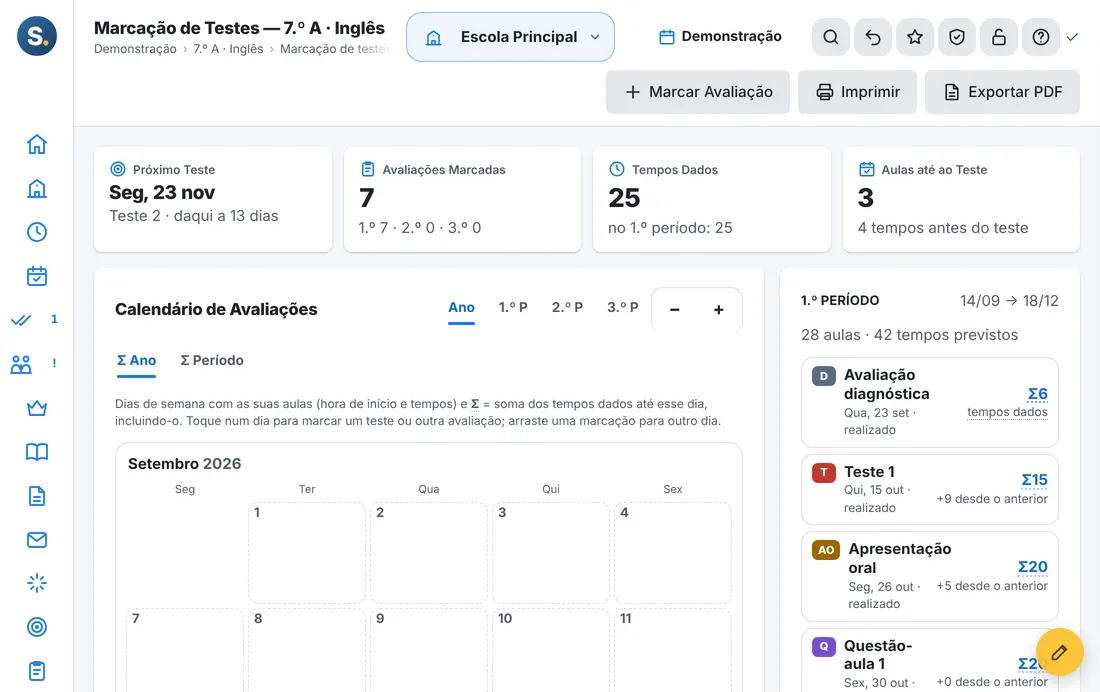 S.
Marcação de Testes — 7.º A · Inglês
Demonstração › 7.º A · Inglês › Marcação de testes
Escola Principal
Demonstração
Marcar Avaliação
Imprimir
Exportar PDF
1
!
Próximo Teste
Seg, 23 nov
Teste 2 · daqui a 13 dias
Avaliações Marcadas
7
1.º 7 · 2.º 0 · 3.º 0
Tempos Dados
25
no 1.º período: 25
Aulas até ao Teste
3
4 tempos antes do teste
Calendário de Avaliações
Ano 1.º P 2.º P 3.º P − +
Σ Ano Σ Período
Dias de semana com as suas aulas (hora de início e tempos) e Σ = soma dos tempos dados até esse dia,
incluindo-o. Toque num dia para marcar um teste ou outra avaliação; arraste uma marcação para outro dia.
Setembro 2026
Seg Ter Qua Qui Sex
1 2 3 4
7 8 9 10 11
1.º PERÍODO 14/09 → 18/12
28 aulas · 42 tempos previstos
D
Avaliação
diagnóstica
Qua, 23 set ·
realizado
Σ6
tempos dados
T
Teste 1
Qui, 15 out ·
realizado
Σ15
+9 desde o anterior
AO
Apresentação
oral
Seg, 26 out ·
realizado
Σ20
+5 desde o anterior
Q
Questão-
aula 1
Sex, 30 out ·
Σ20
+0 desde o anterior